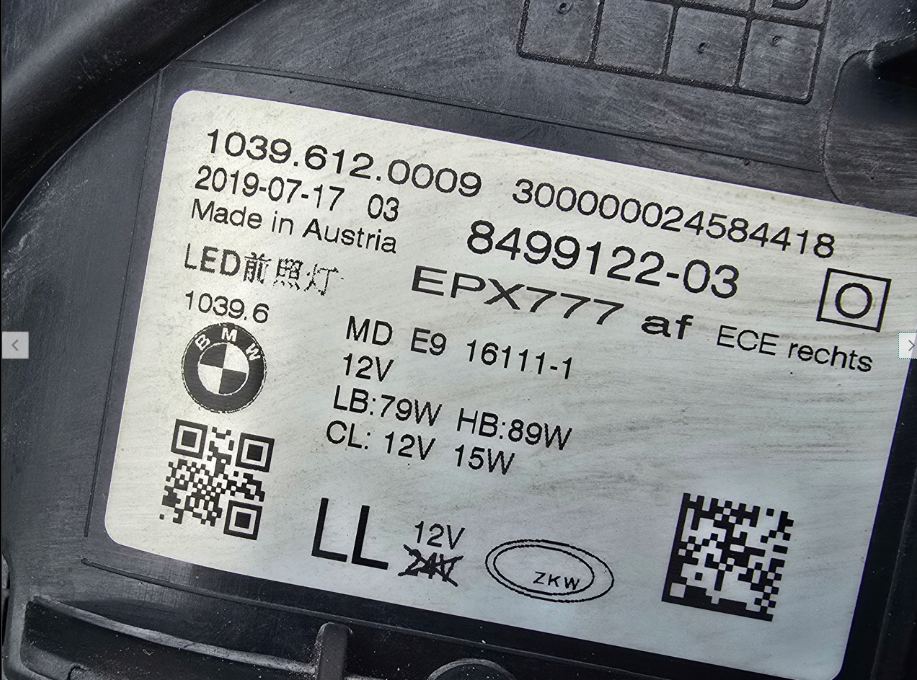 1039.612.0009 300000024584418
2019-07-17 03
Made in Austria
8499122-03
LED前照灯
EPX777 af ECE rechts
O
1039.6
BMW
MD E9 16111-1
12V
LB:79W HB:89W
CL: 12V 15W
LL
12V
24V
ZKW